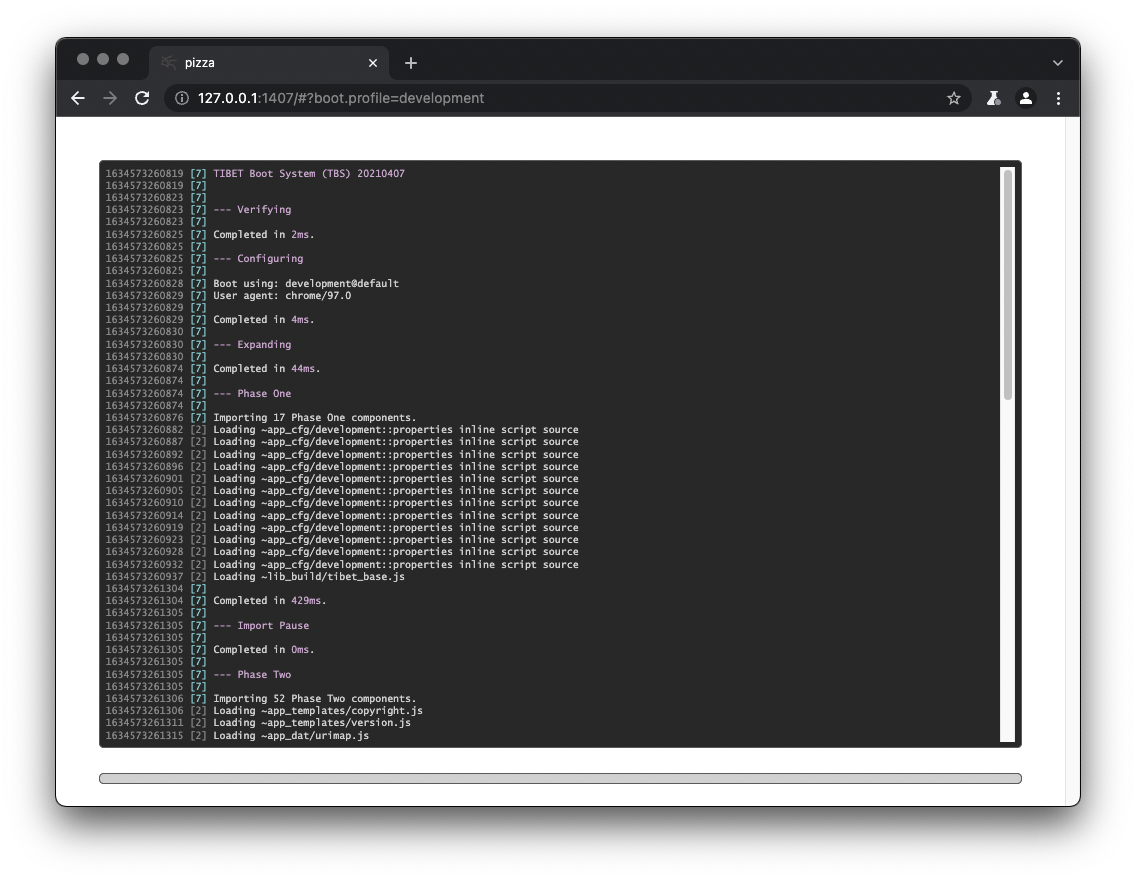 pizza
127.0.0.1:1407/#?boot.profile=development
1634573260819 [7] TIBET Boot System (TBS) 20210407
1634573260819 [7]
1634573260823 [7]
1634573260823 [7] --- Verifying
1634573260823 [7]
1634573260825 [7] Completed in 2ms.
1634573260825 [7]
1634573260825 [7] --- Configuring
1634573260825 [7]
1634573260828 [7] Boot using: development@default
1634573260829 [7] User agent: chrome/97.0
1634573260829 [7]
1634573260829 [7] Completed in 4ms.
1634573260830 [7]
1634573260830 [7] --- Expanding
1634573260830 [7]
1634573260874 [7] Completed in 44ms.
1634573260874 [7]
1634573260874 [7] --- Phase One
1634573260874 [7]
1634573260876 [7] Importing 17 Phase One components.
1634573260882 [2] Loading ~app_cfg/development::properties inline script source
1634573260887 [2] Loading ~app_cfg/development::properties inline script source
1634573260892 [2] Loading ~app_cfg/development::properties inline script source
1634573260896 [2] Loading ~app_cfg/development::properties inline script source
1634573260901 [2] Loading ~app_cfg/development::properties inline script source
1634573260905 [2] Loading ~app_cfg/development::properties inline script source
1634573260910 [2] Loading ~app_cfg/development::properties inline script source
1634573260914 [2] Loading ~app_cfg/development::properties inline script source
1634573260919 [2] Loading ~app_cfg/development::properties inline script source
1634573260923 [2] Loading ~app_cfg/development::properties inline script source
1634573260928 [2] Loading ~app_cfg/development::properties inline script source
1634573260932 [2] Loading ~app_cfg/development::properties inline script source
1634573260937 [2] Loading ~lib_build/tibet_base.js
1634573261304 [7]
1634573261304 [7] Completed in 429ms.
1634573261305 [7]
1634573261305 [7] --- Import Pause
1634573261305 [7]
1634573261305 [7] Completed in 0ms.
1634573261305 [7]
1634573261305 [7] --- Phase Two
1634573261305 [7]
1634573261306 [7] Importing 52 Phase Two components.
1634573261306 [2] Loading ~app_templates/copyright.js
1634573261311 [2] Loading ~app_templates/version.js
1634573261315 [2] Loading ~app_dat/urimap.js